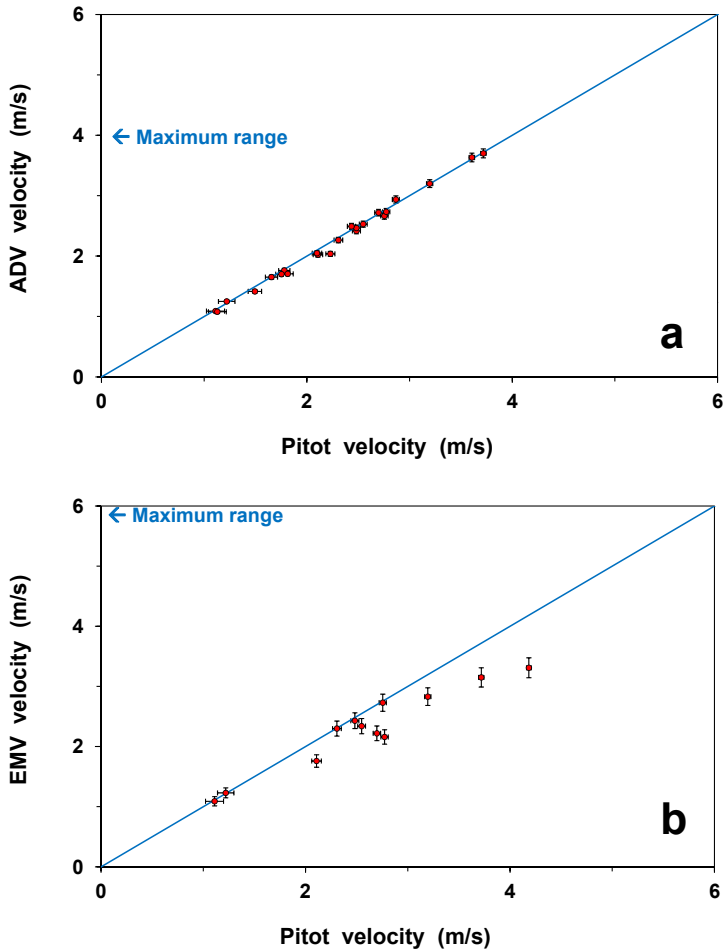 6
4
2
0
ADV velocity (m/s)
← Maximum range
a
0 2 4 6
Pitot velocity (m/s)
6
4
2
0
EMV velocity (m/s)
← Maximum range
b
0 2 4 6
Pitot velocity (m/s)